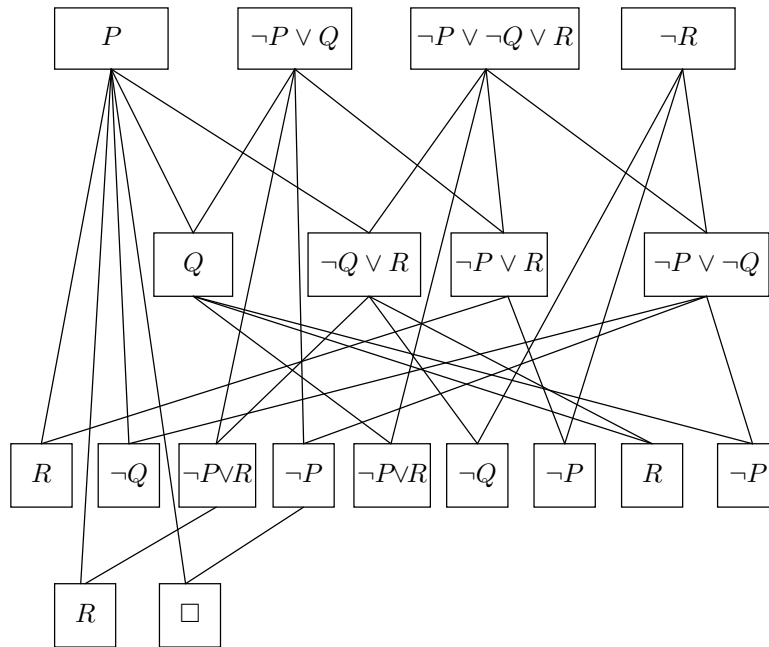 P ¬P ∨ Q ¬P ∨ ¬Q ∨ R ¬R
Q ¬Q ∨ R ¬P ∨ R ¬P ∨ ¬Q
R ¬Q ¬P∨R ¬P ¬P∨R ¬Q ¬P R ¬P
R □